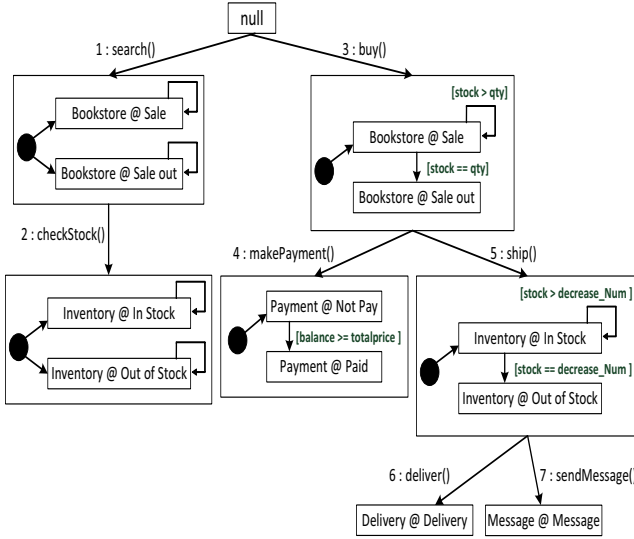 null
1 : search()
3 : buy()
Bookstore @ Sale
Bookstore @ Sale out
[stock > qty]
Bookstore @ Sale
[stock == qty]
Bookstore @ Sale out
2 : checkStock()
4 : makePayment()
5 : ship()
Inventory @ In Stock
Inventory @ Out of Stock
Payment @ Not Pay
[balance >= totalprice ]
Payment @ Paid
[stock > decrease_Num ]
Inventory @ In Stock
[stock == decrease_Num ]
Inventory @ Out of Stock
6 : deliver()
7 : sendMessage()
Delivery @ Delivery
Message @ Message